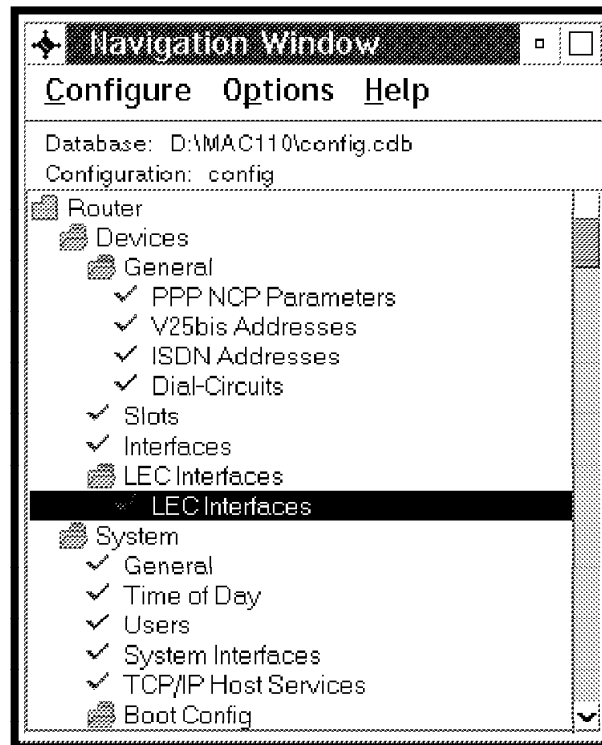 Navigation Window
Configure Options Help
Database: D:\MAC110\config.cdb
Configuration: config
Router
Devices
General
PPP NCP Parameters
V25bis Addresses
ISDN Addresses
Dial-Circuits
Slots
Interfaces
LEC Interfaces
LEC Interfaces
System
General
Time of Day
Users
System Interfaces
TCP/IP Host Services
Boot Config